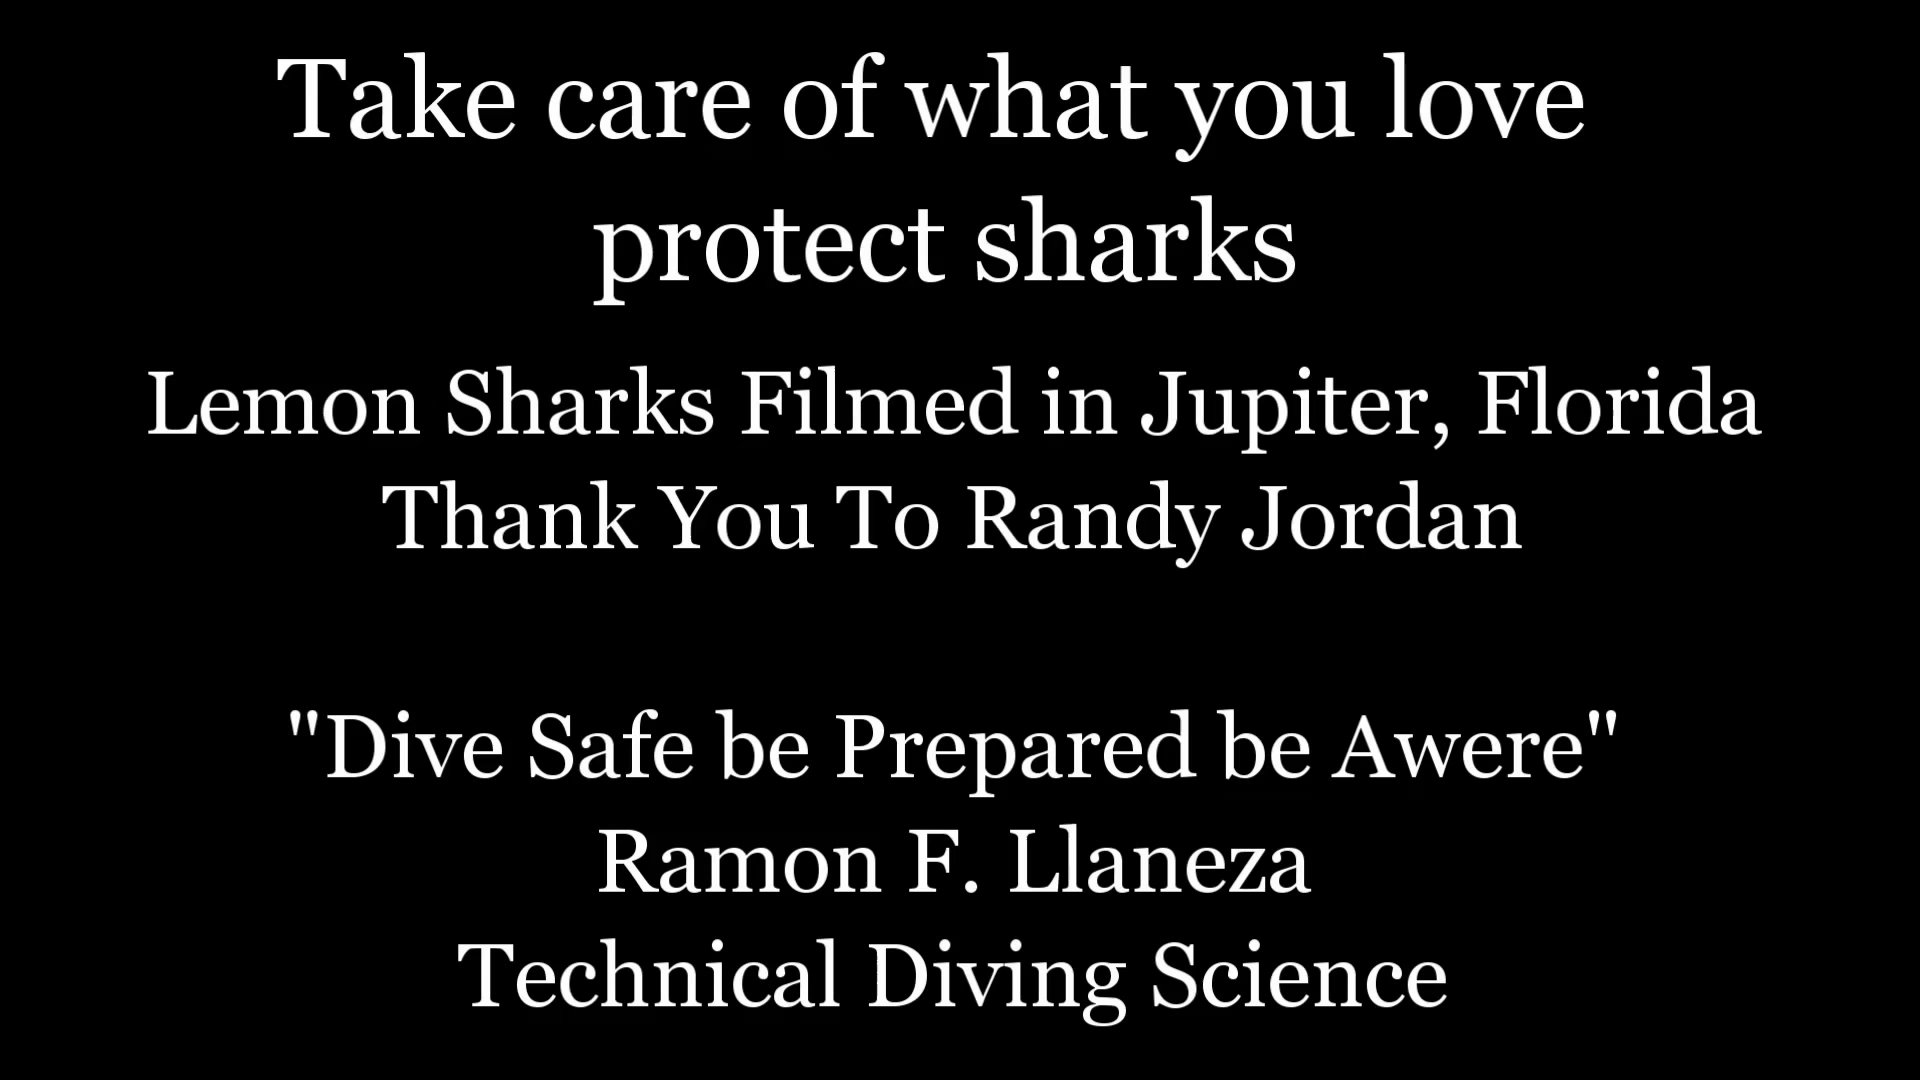 Take care of what you love
protect sharks
Lemon Sharks Filmed in Jupiter, Florida
Thank You To Randy Jordan
"Dive Safe be Prepared be Awere"
Ramon F. Llaneza
Technical Diving Science